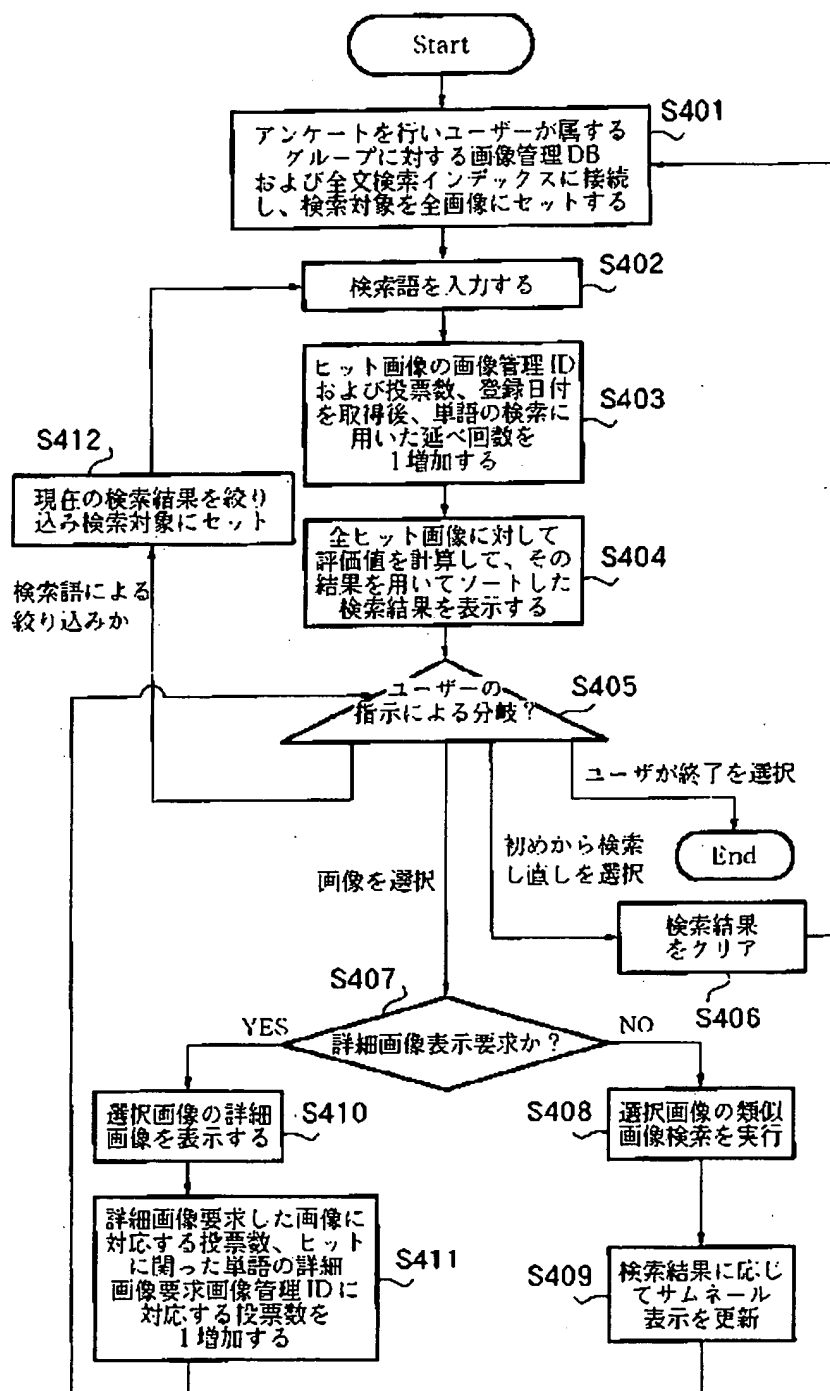 Start
S401
アンケートを行いユーザーが属する
グループに対する画像管理DB
および全文検索インデックスに接続
し、検索対象を全画像にセットする
S402
検索語を入力する
ヒット画像の画像管理ID
および投票数、登録日付
を取得後、単語の検索に
用いた延べ回数を
1増加する
S403
S412
現在の検索結果を絞り
込み検索対象にセット
全ヒット画像に対して
評価値を計算して、その
結果を用いてソートした
検索結果を表示する
S404
検索語による
絞り込みか
ユーザーの
指示による分岐?
S405
ユーザが終了を選択
End
初めから検索
し直しを選択
画像を選択
検索結果
をクリア
S406
S407
YES
詳細画像表示要求か?
NO
選択画像の詳細
画像を表示する
S410
S408
選択画像の類似
画像検索を実行
詳細画像要求した画像に
対応する投票数、ヒット
に関った単語の詳細
画像要求画像管理IDに
対応する投票数を
1増加する
S411
S409
検索結果に応じ
てサムネール
表示を更新